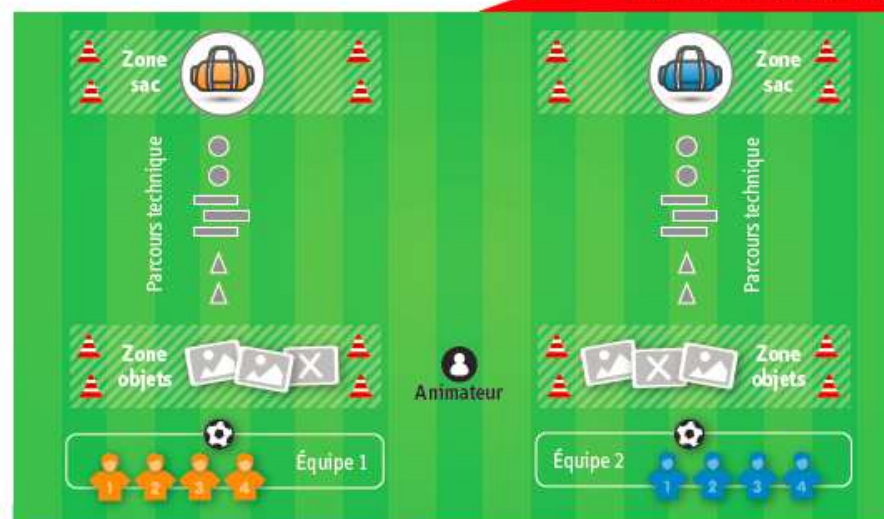 Zone
sac
Zone
sac
Parcours technique
Parcours technique
Zone
objets
Animateur
Zone
objets
Équipe 1
1 2 3 4
Équipe 2
1 2 3 4